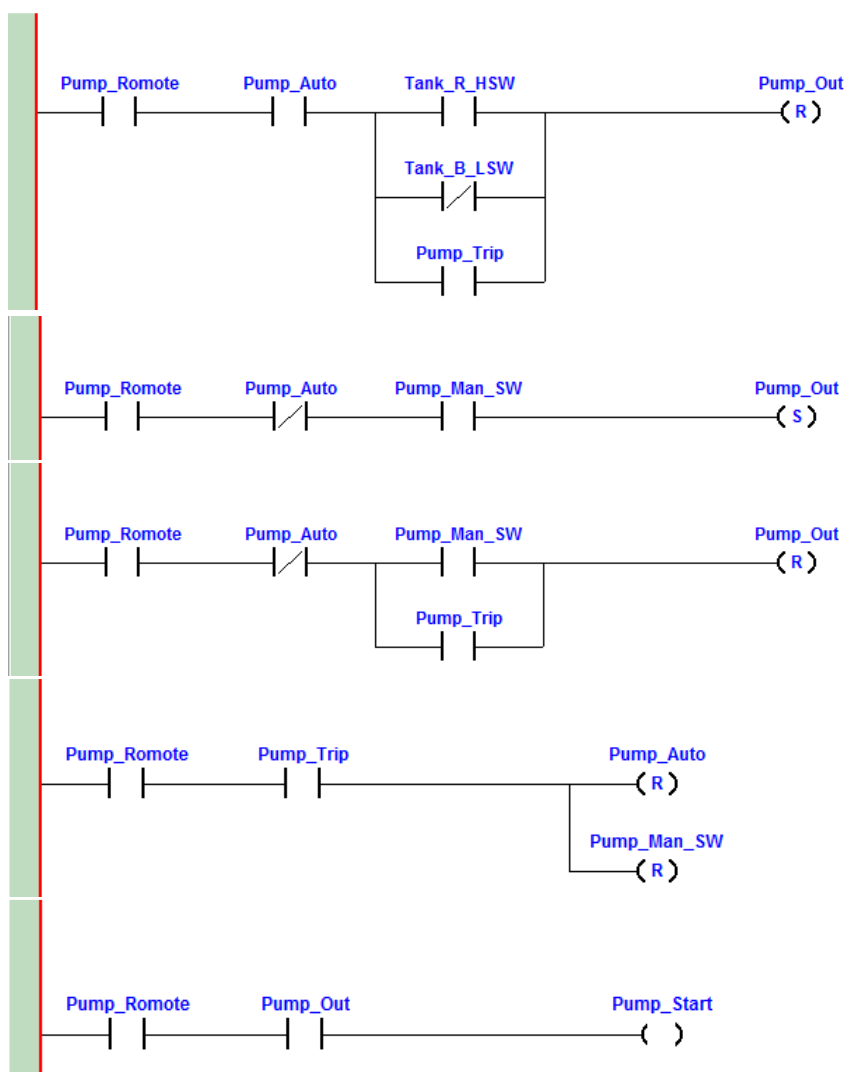 Pump_Romote Pump_Auto Tank_R_HSW Pump_Out
R
Tank_B_LSW
Pump_Trip
Pump_Romote Pump_Auto Pump_Man_SW Pump_Out
S
Pump_Romote Pump_Auto Pump_Man_SW Pump_Out
R
Pump_Trip
Pump_Romote Pump_Trip Pump_Auto
R
Pump_Man_SW
R
Pump_Romote Pump_Out Pump_Start